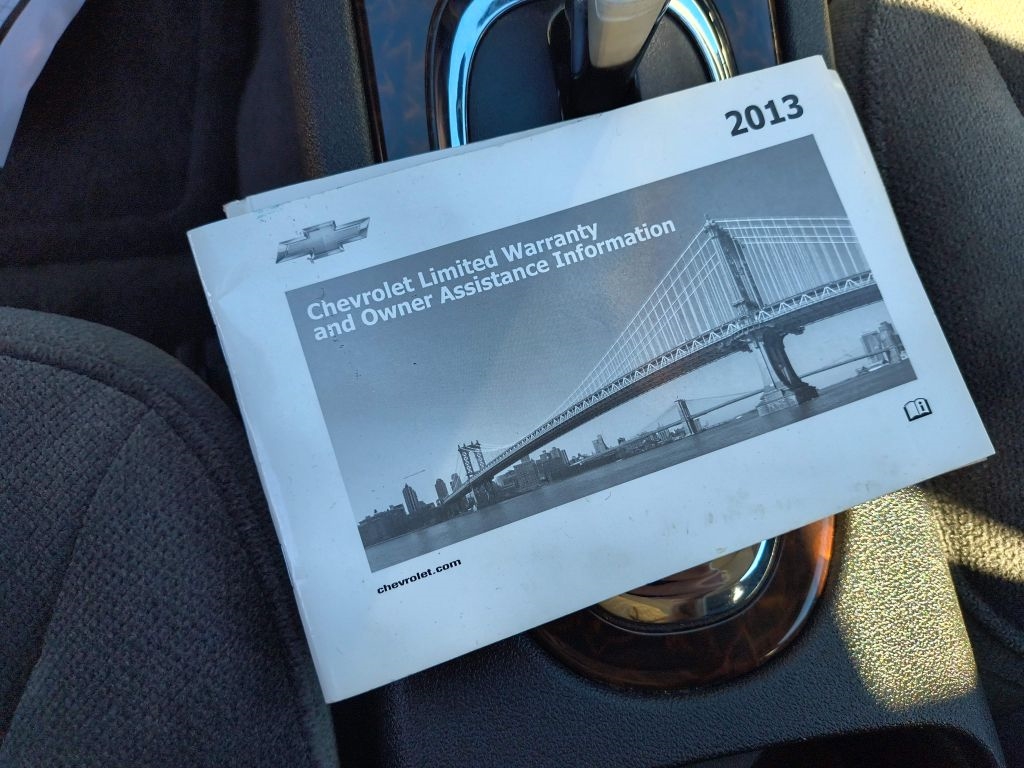 2013
Chevrolet Limited Warranty
and Owner Assistance Information
chevrolet.com